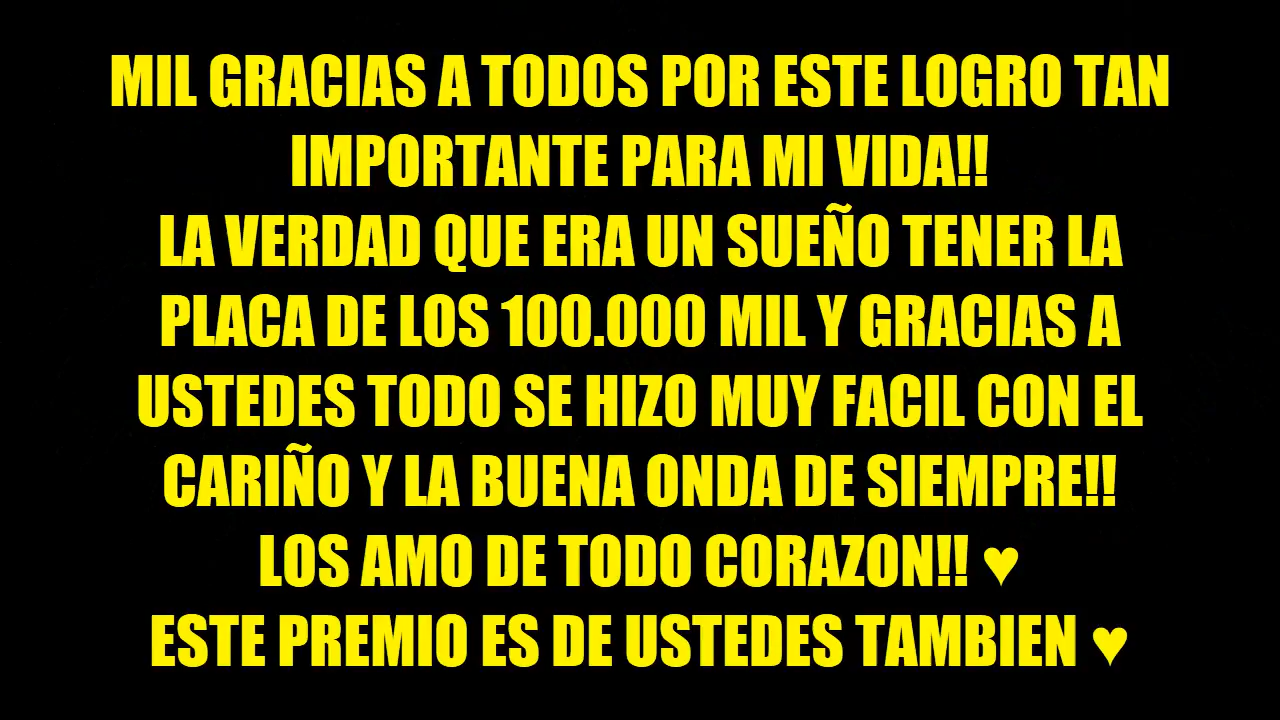 MIL GRACIAS A TODOS POR ESTE LOGRO TAN
IMPORTANTE PARA MI VIDA!!
LA VERDAD QUE ERA UN SUEÑO TENER LA
PLACA DE LOS 100.000 MIL Y GRACIAS A
USTEDES TODO SE HIZO MUY FACIL CON EL
CARIÑO Y LA BUENA ONDA DE SIEMPRE!!
LOS AMO DE TODO CORAZON!! ♥
ESTE PREMIO ES DE USTEDES TAMBIEN ♥